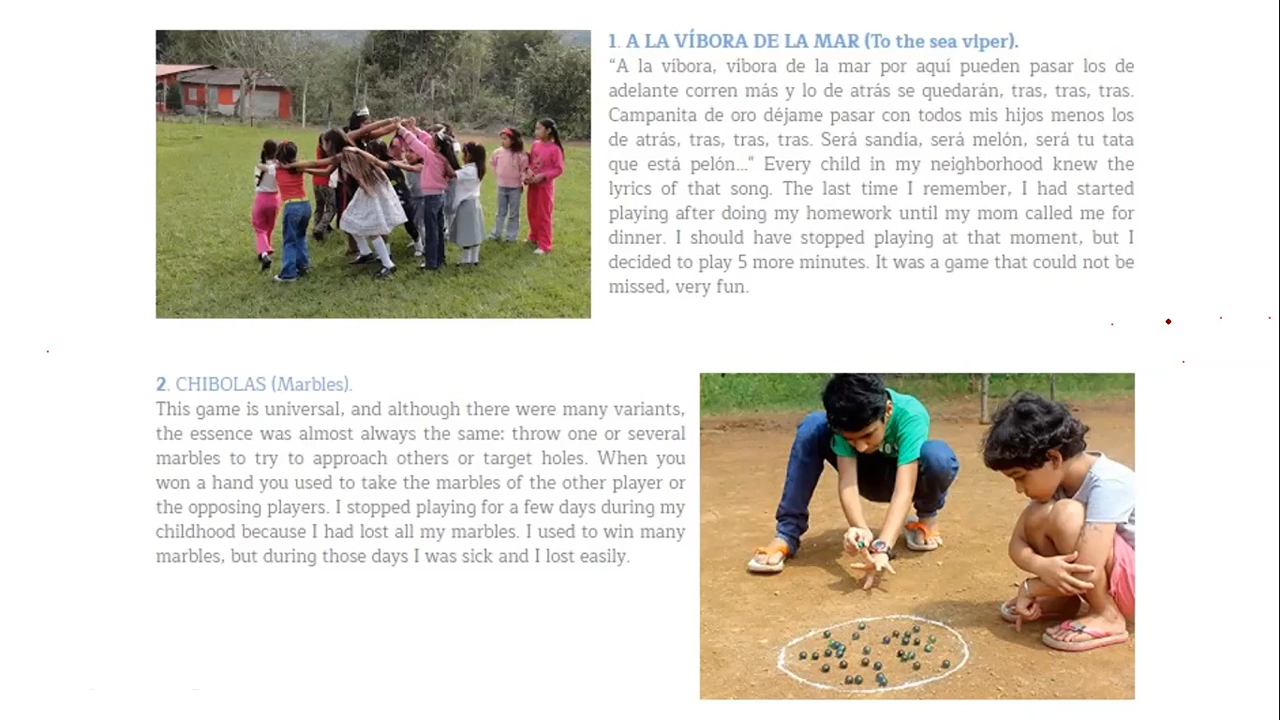 1. A LA VÍBORA DE LA MAR (To the sea viper).
“A la víbora, víbora de la mar por aquí pueden pasar los de
adelante corren más y lo de atrás se quedarán, tras, tras, tras.
Campanita de oro déjame pasar con todos mis hijos menos los
de atrás, tras, tras, tras. Será sandía, será melón, será tu tata
que está pelón...” Every child in my neighborhood knew the
lyrics of that song. The last time I remember, I had started
playing after doing my homework until my mom called me for
dinner. I should have stopped playing at that moment, but I
decided to play 5 more minutes. It was a game that could not be
missed, very fun.
2. CHIBOLAS (Marbles).
This game is universal, and although there were many variants,
the essence was almost always the same: throw one or several
marbles to try to approach others or target holes. When you
won a hand you used to take the marbles of the other player or
the opposing players. I stopped playing for a few days during my
childhood because I had lost all my marbles. I used to win many
marbles, but during those days I was sick and I lost easily.